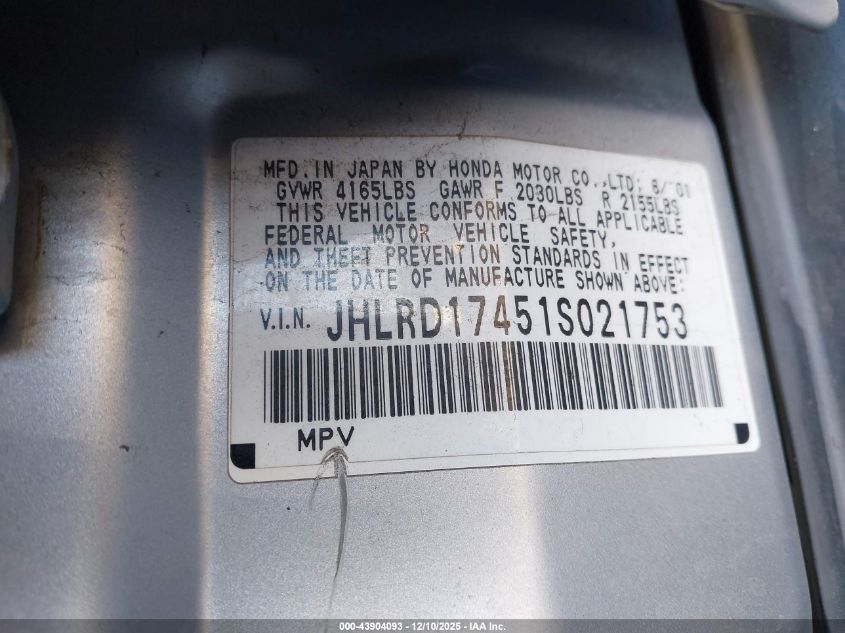 MFD. IN JAPAN BY HONDA MOTOR CO.,LTD; 6/'01
GVWR 4165LBS GAWR F 2030LBS R 2155LBS
THIS VEHICLE CONFORMS TO ALL APPLICABLE
FEDERAL MOTOR VEHICLE SAFETY,
AND THEFT PREVENTION STANDARDS IN EFFECT
ON THE DATE OF MANUFACTURE SHOWN ABOVE:
V.I.N. JHLRD17451S021753
MPV
000-43904093 — 12/10/2025 — IAA Inc.